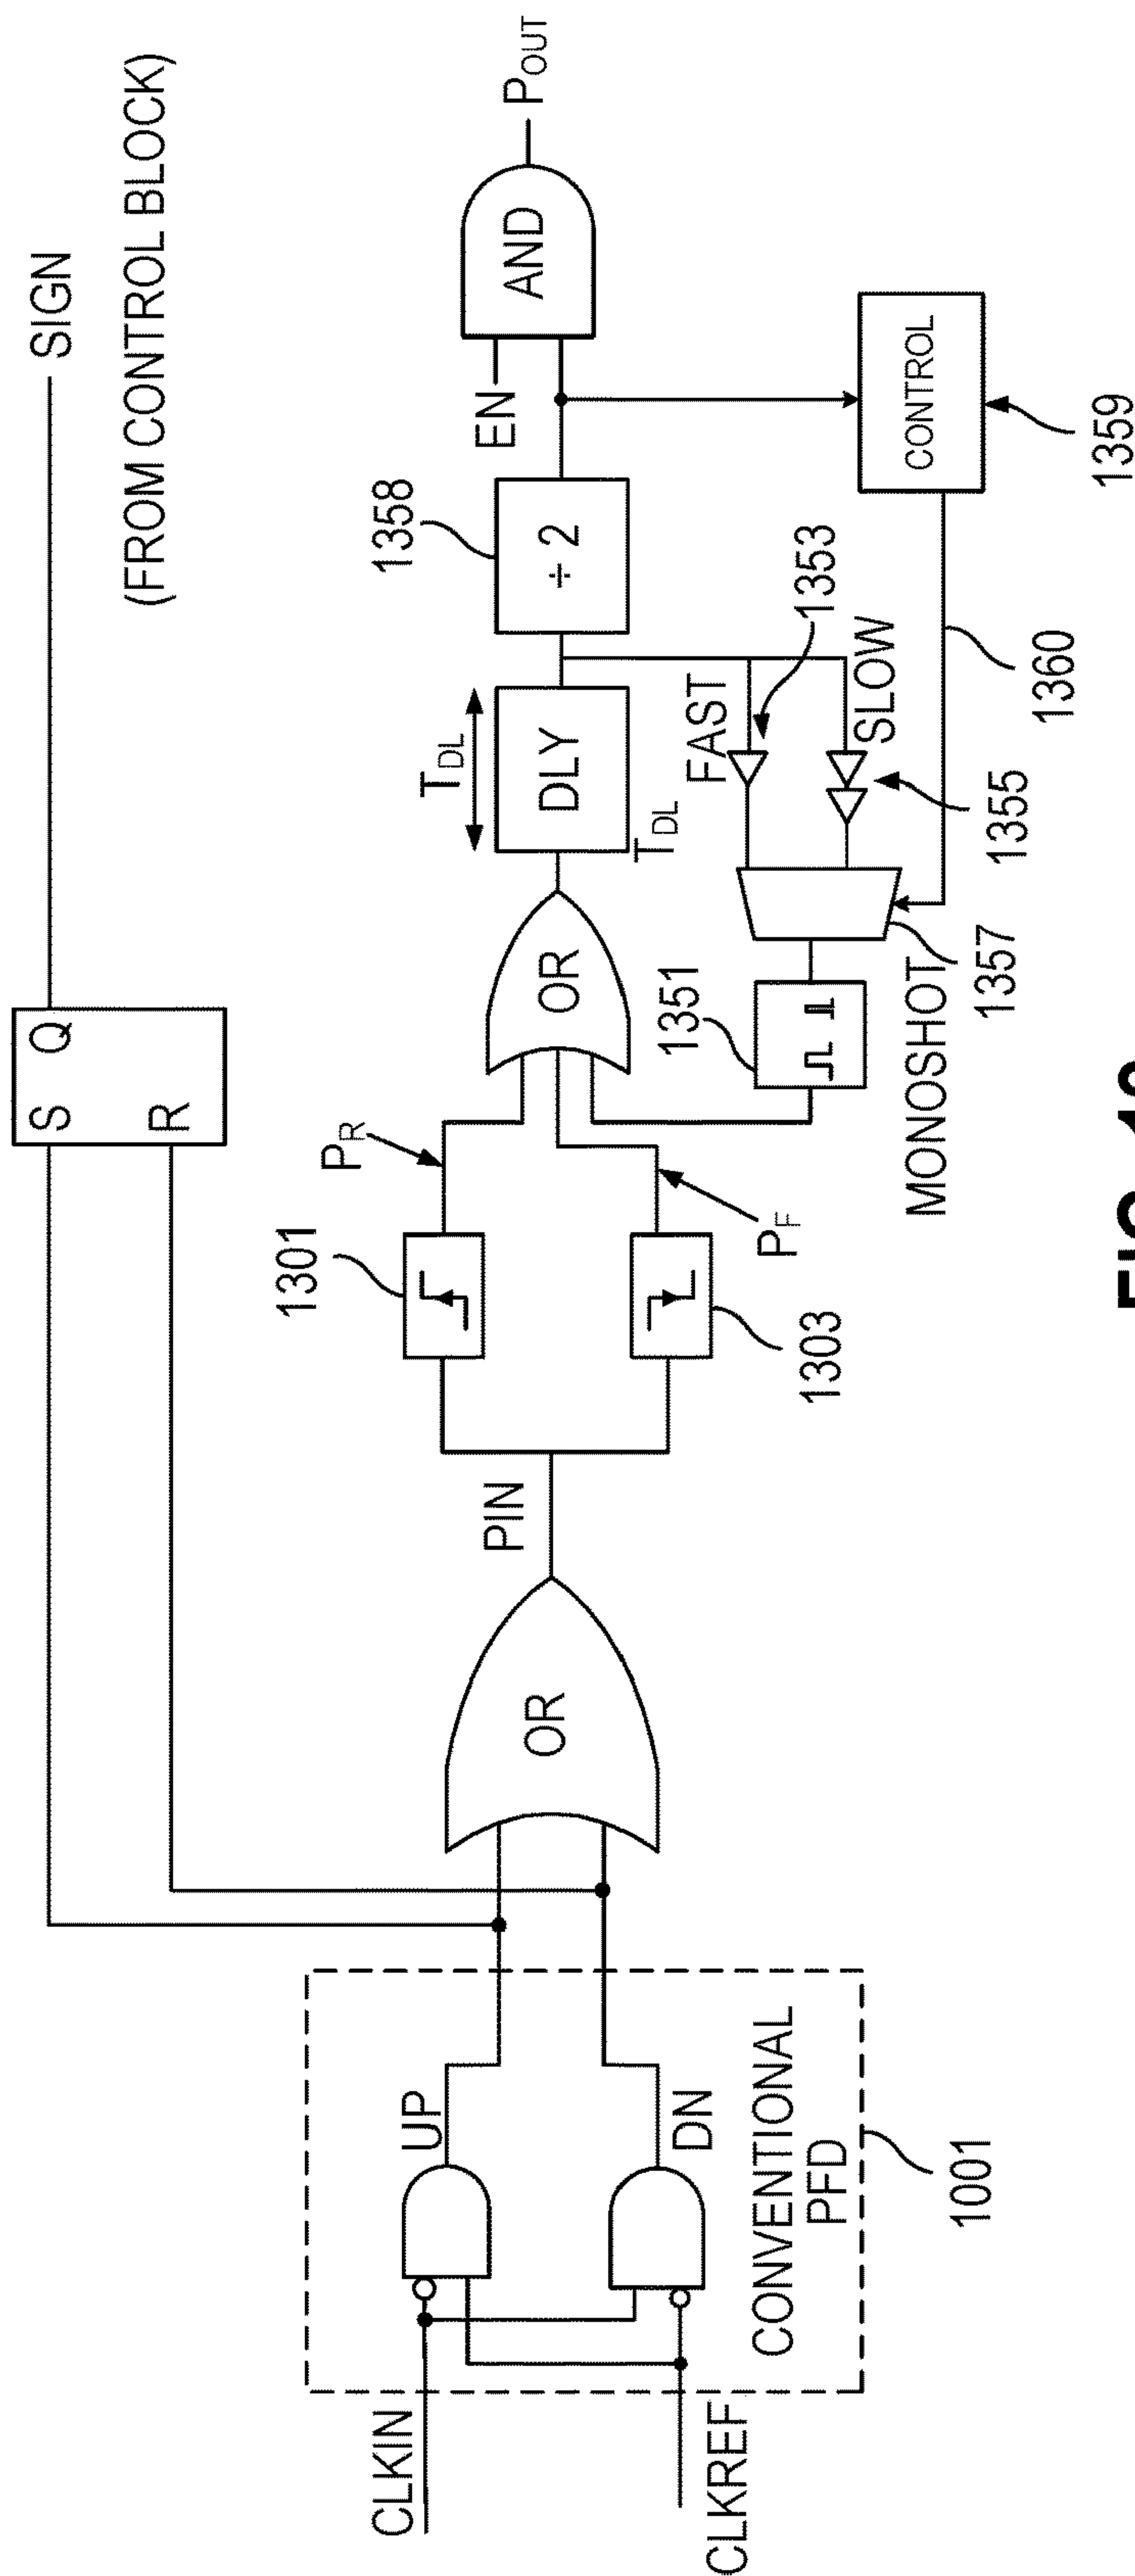 SIGN
(FROM CONTROL BLOCK)
S
Q
R
CLKIN
CLKREF
UP
DN
CONVENTIONAL
PFD
1001
OR
PIN
1301
1303
P_R
P_F
OR
T_DL
DLY
T_DL
1358
÷ 2
EN
AND
P_OUT
FAST
1353
SLOW
1355
1351
MONOSHOT
1357
1360
CONTROL
1359